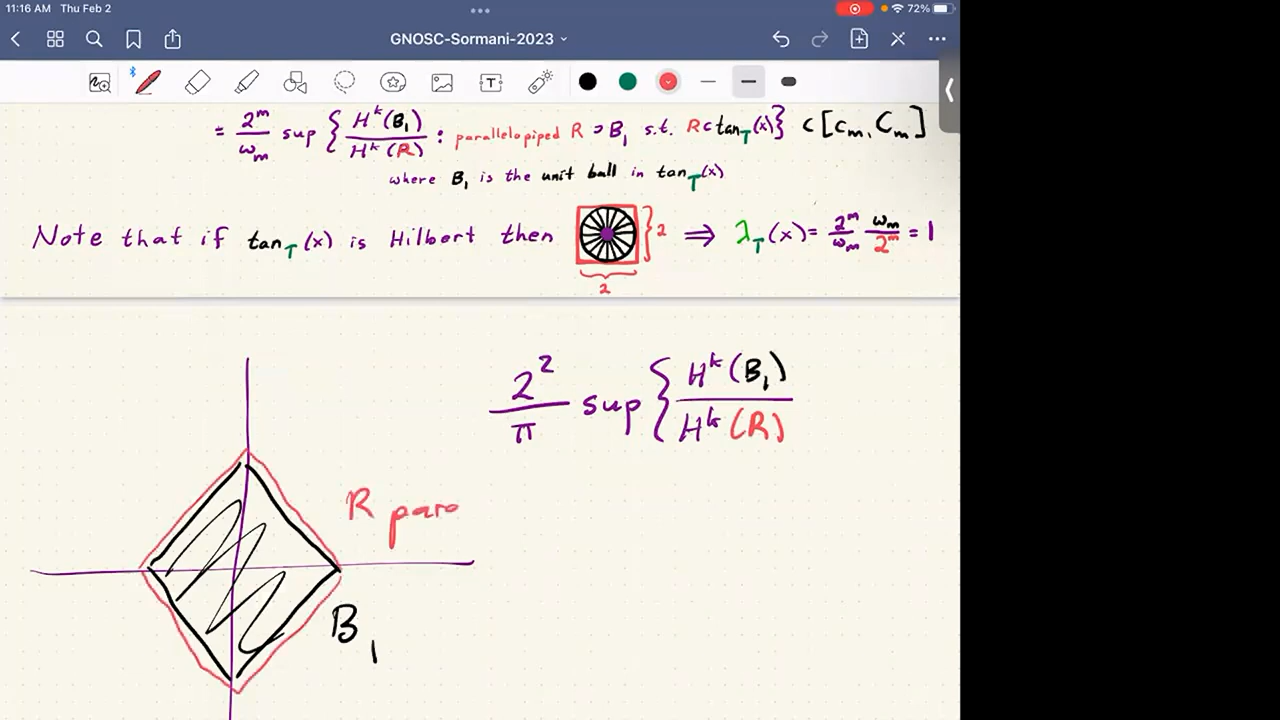 11:16 AM Thu Feb 2
72%
GNOSC-Sormani-2023
= 2^m/ω_m sup { H^k(B_1)/H^k(R) : parallelopiped R ⊃ B_1 s.t. R ⊂ tan_T(x) } ⊂ [c_m, C_m]
where B_1 is the unit ball in tan_T(x)
Note that if tan_T(x) is Hilbert then } 2 ⟹ λ_T(x) = 2^m/ω_m ω_m/2^m = 1
2
2^2/π sup { H^k(B_1)/H^k(R)
R para
B_1